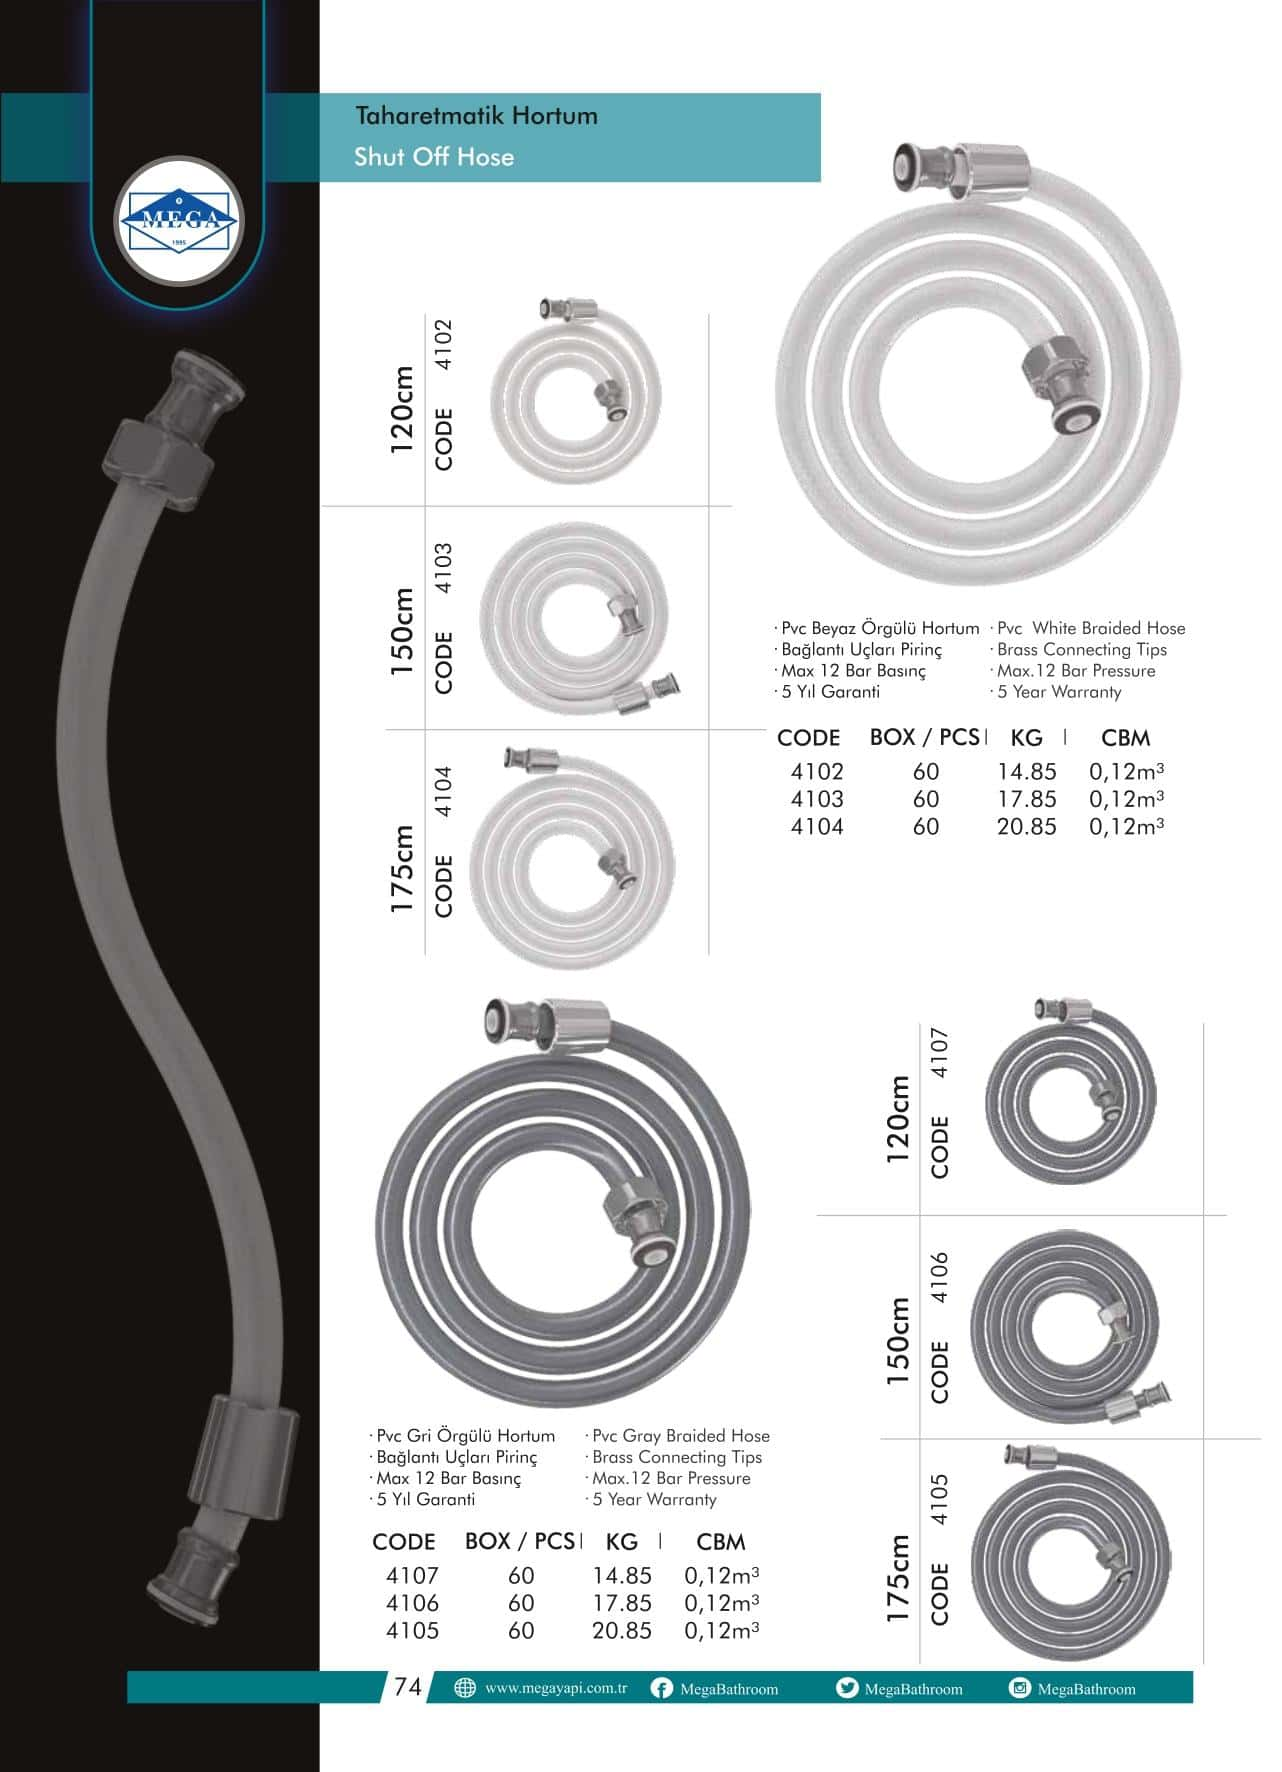 Taharetmatik Hortum
Shut Off Hose
MEGA
1995
120cm
CODE 4102
150cm
CODE 4103
175cm
CODE 4104
· Pvc Beyaz Örgülü Hortum · Pvc White Braided Hose
· Bağlantı Uçları Pirinç · Brass Connecting Tips
· Max 12 Bar Basınç · Max.12 Bar Pressure
· 5 Yıl Garanti · 5 Year Warranty
CODE BOX / PCS| KG | CBM
4102 60 14.85 0,12m³
4103 60 17.85 0,12m³
4104 60 20.85 0,12m³
120cm
CODE 4107
150cm
CODE 4106
175cm
CODE 4105
· Pvc Gri Örgülü Hortum · Pvc Gray Braided Hose
· Bağlantı Uçları Pirinç · Brass Connecting Tips
· Max 12 Bar Basınç · Max.12 Bar Pressure
· 5 Yıl Garanti · 5 Year Warranty
CODE BOX / PCS| KG | CBM
4107 60 14.85 0,12m³
4106 60 17.85 0,12m³
4105 60 20.85 0,12m³
74 www.megayapi.com.tr MegaBathroom MegaBathroom MegaBathroom